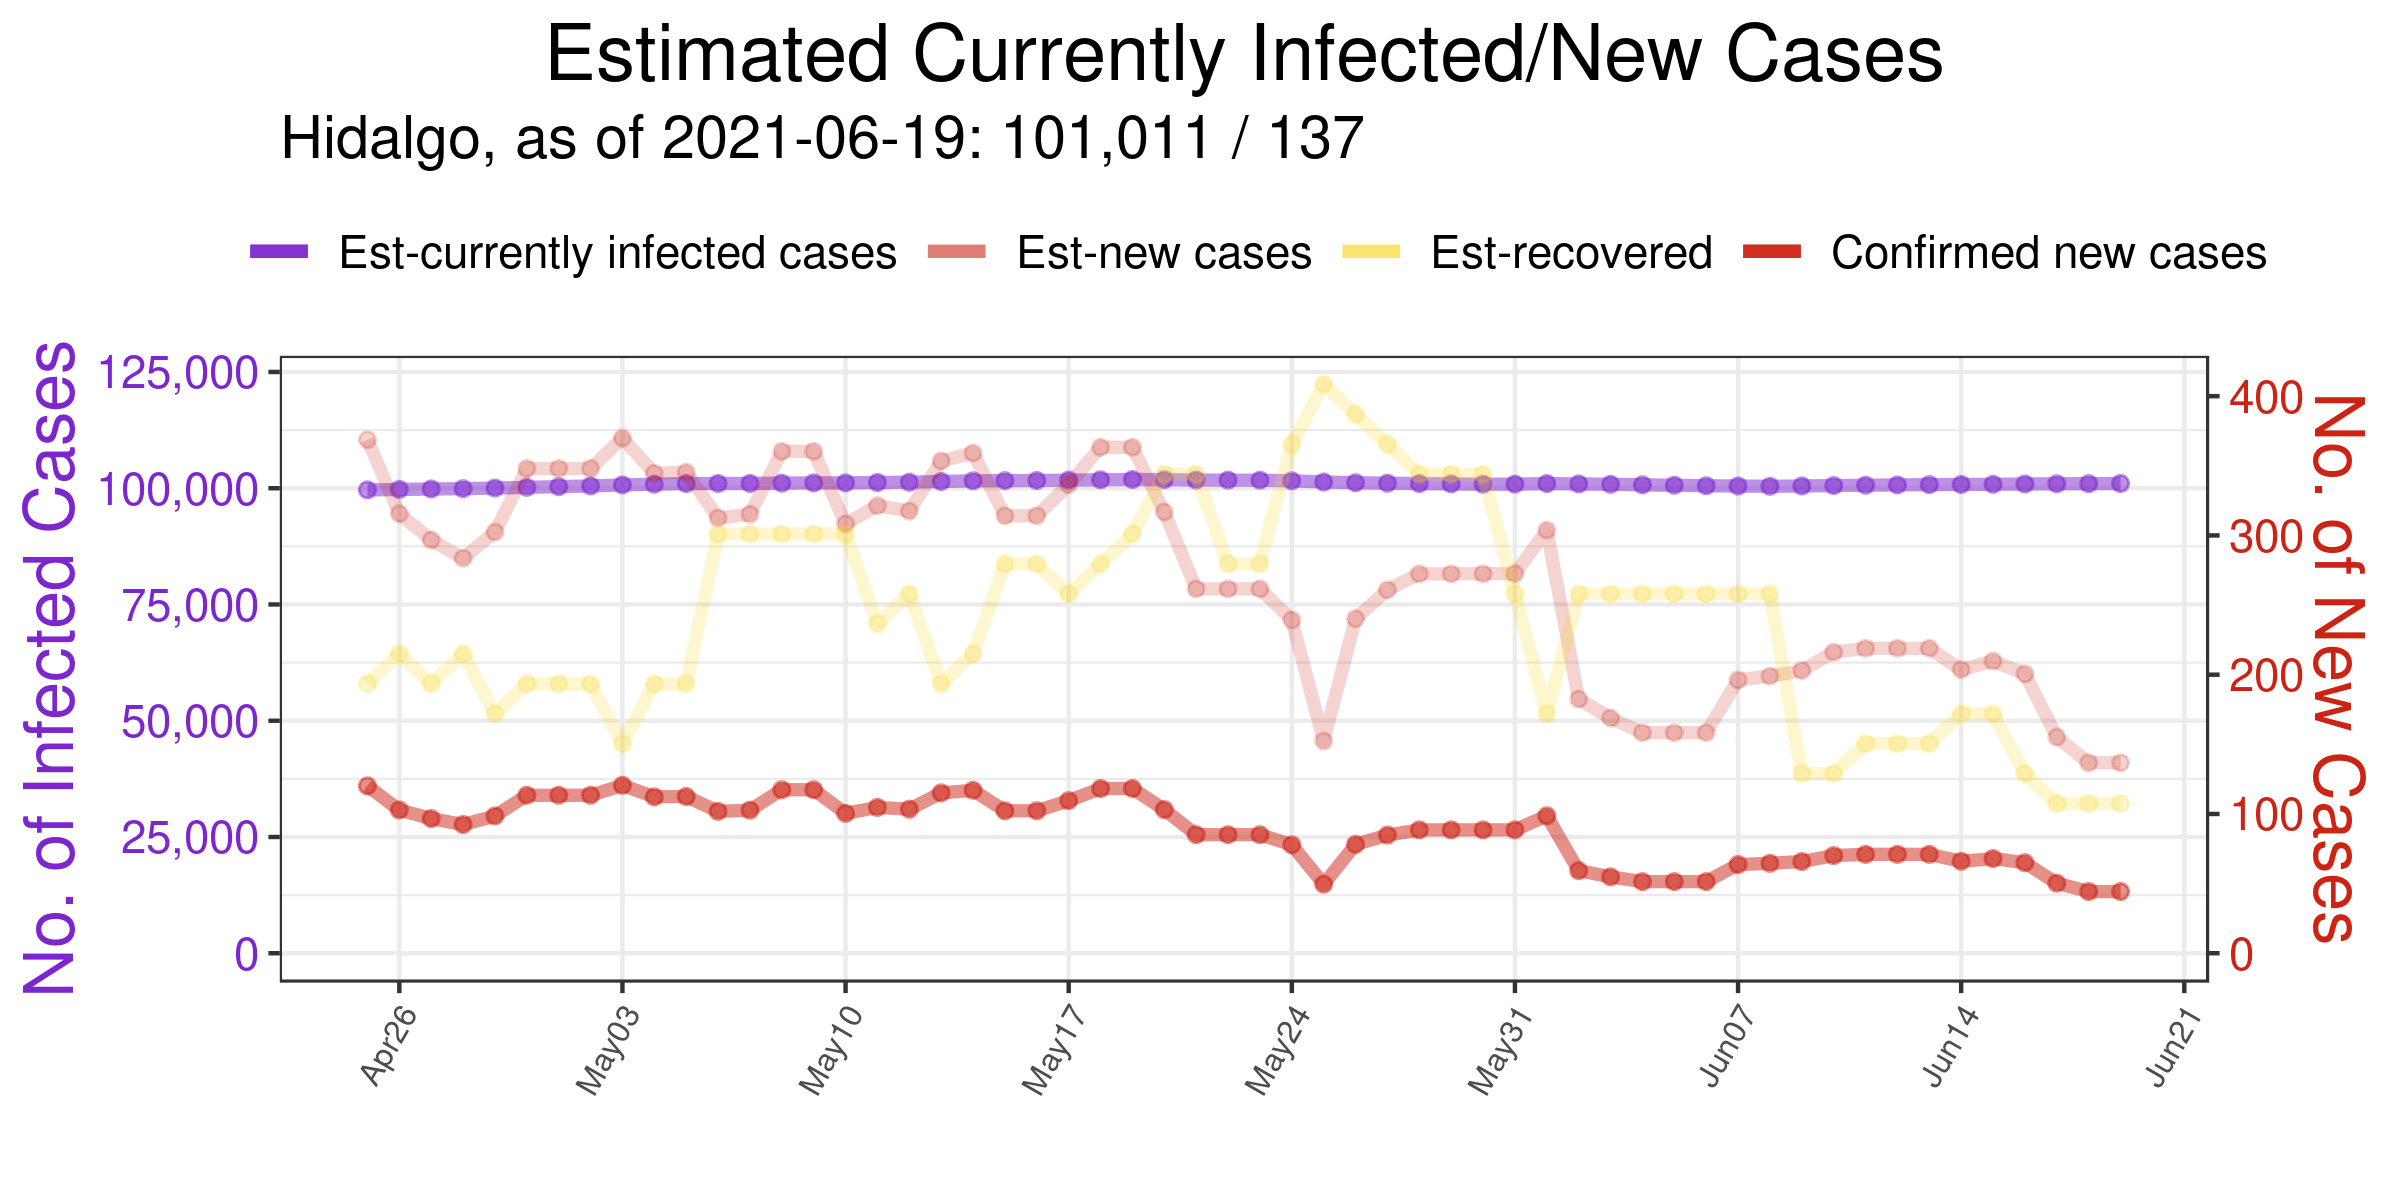 Estimated Currently Infected/New Cases
Hidalgo, as of 2021-06-19: 101,011 / 137
Est-currently infected cases
Est-new cases
Est-recovered
Confirmed new cases
No. of Infected Cases
125,000
100,000
75,000
50,000
25,000
0
400
300
200
100
0
No. of New Cases
Apr26
May03
May10
May17
May24
May31
Jun07
Jun14
Jun21